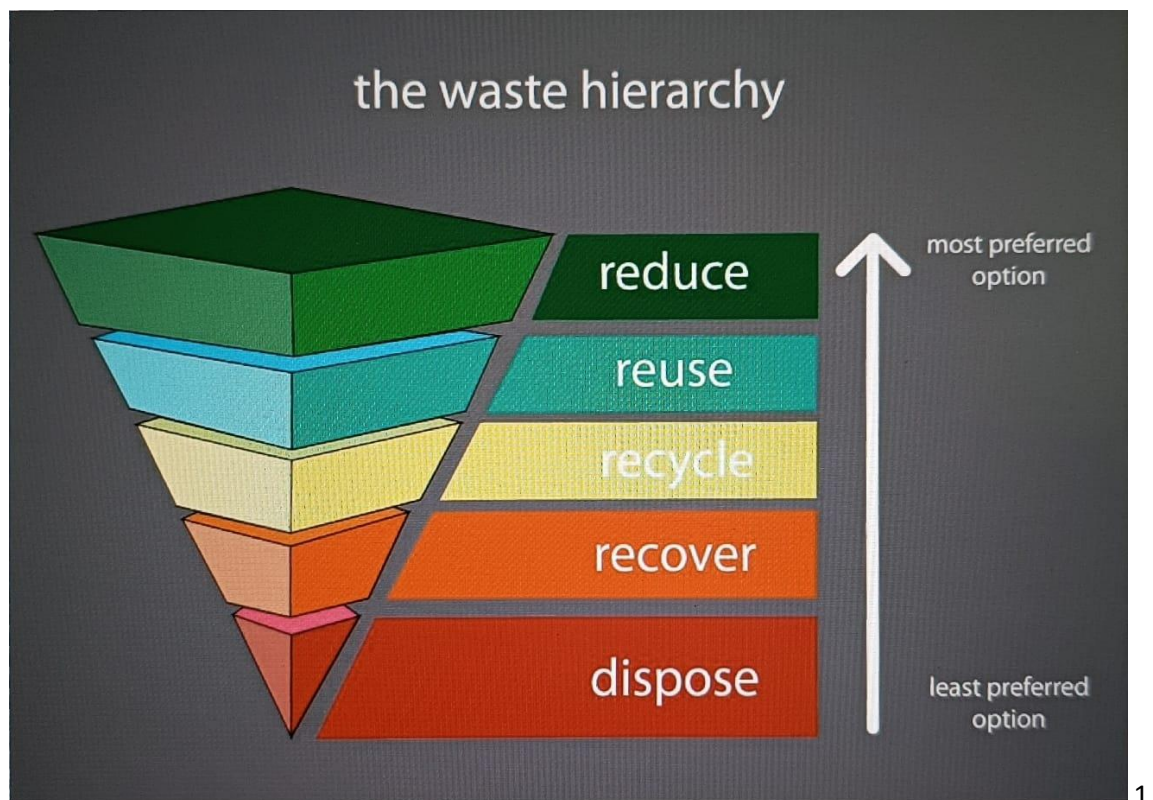 the waste hierarchy
reduce
most preferred
option
reuse
recycle
recover
dispose
least preferred
option
1